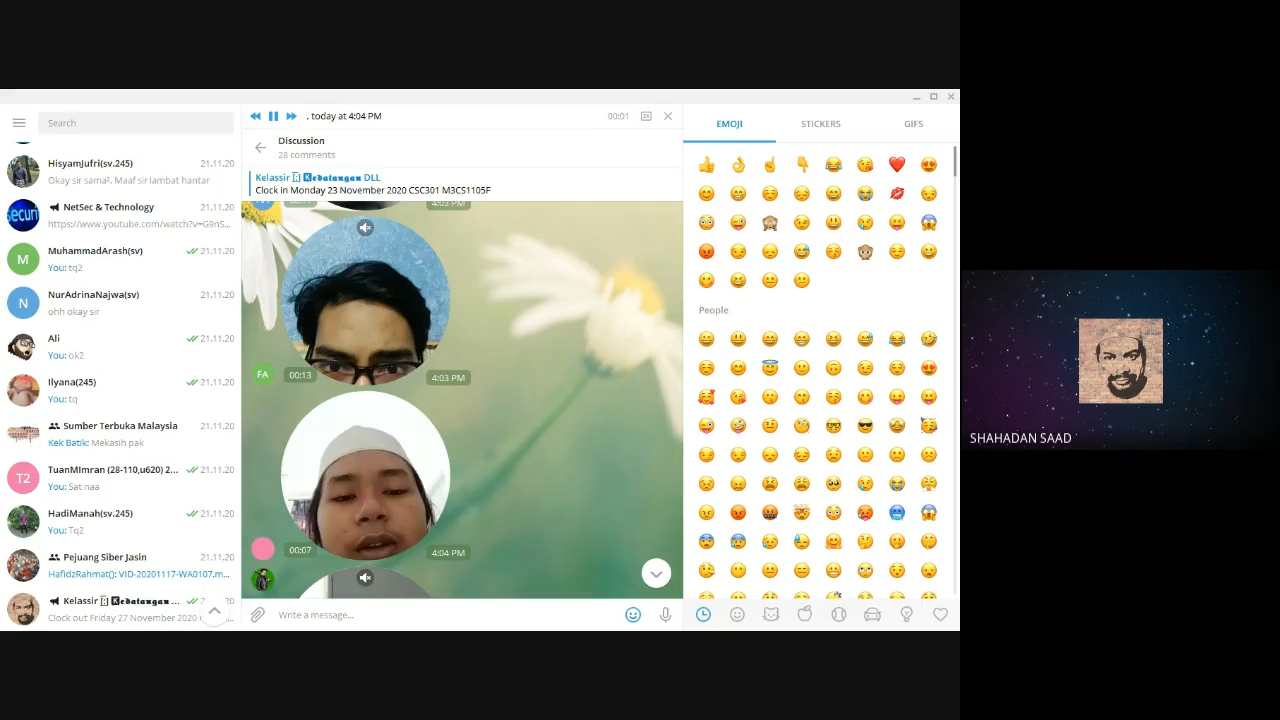 Search
HisyamJufri(sv.245)
21.11.20
Okay sir sama². Maaf sir lambat hantar
NetSec & Technology
21.11.20
https://www.youtube.com/watch?v=G9nS...
M
MuhammadArash(sv)
21.11.20
You: tq2
N
NurAdrinaNajwa(sv)
21.11.20
ohh okay sir
Ali
21.11.20
You: ok2
Ilyana(245)
21.11.20
You: tq
Sumber Terbuka Malaysia
21.11.20
Kek Batik: Mekasih pak
T2
TuanMImran (28-110,u620) 2...
21.11.20
You: Sat naa
HadiManah(sv.245)
21.11.20
You: Tq2
Pejuang Siber Jasin
21.11.20
HafidzRahmat(): VID-20201117-WA0107.m...
Kelassir Kedatangan ...
20
Clock out Friday 27 November 2020
. today at 4:04 PM
00:01
2X
Discussion
28 comments
Kelassir Kedatangan DLL
Clock in Monday 23 November 2020 CSC301 M3CS1105F
4:03 PM
FA
00:13
4:03 PM
00:07
4:04 PM
Write a message...
EMOJI
STICKERS
GIFS
People
SHAHADAN SAAD